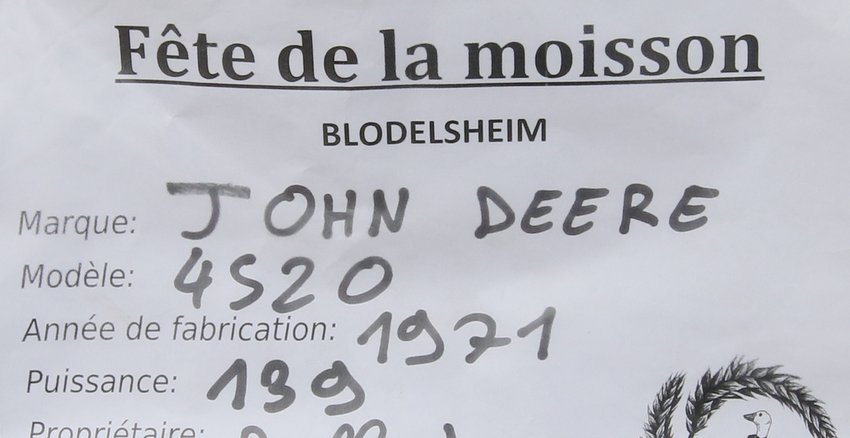 Fête de la moisson
BLODELSHEIM
Marque: JOHN DEERE
Modèle: 4520
Année de fabrication: 1971
Puissance: 139
Propriétaire: